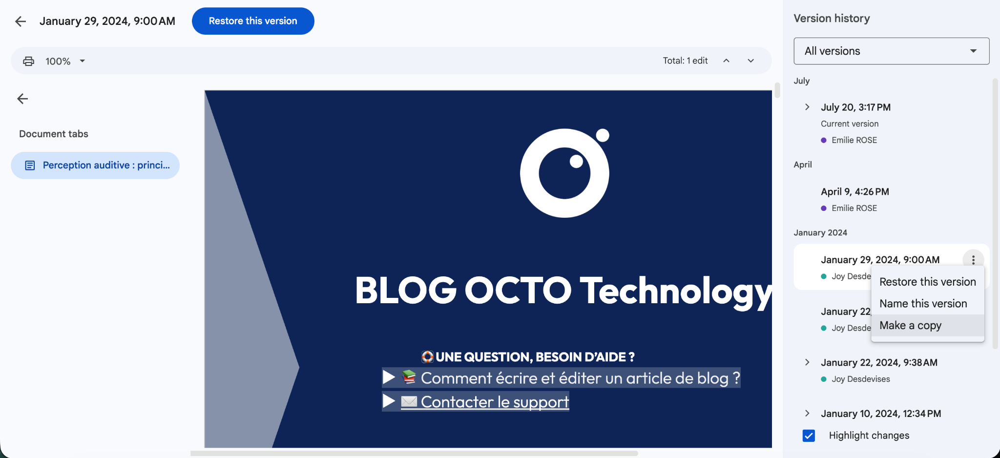 January 29, 2024, 9:00 AM
Restore this version
100%
Total: 1 edit
Document tabs
Perception auditive : princi...
BLOG OCTO Technology
UNE QUESTION, BESOIN D'AIDE ?
Comment écrire et éditer un article de blog ?
Contacter le support
Version history
All versions
July
July 20, 3:17 PM
Current version
Emilie ROSE
April
April 9, 4:26 PM
Emilie ROSE
January 2024
January 29, 2024, 9:00 AM
Joy Desde
Restore this version
Name this version
Make a copy
January 22,
Joy Desde
January 22, 2024, 9:38 AM
Joy Desdevises
January 10, 2024, 12:34 PM
Highlight changes